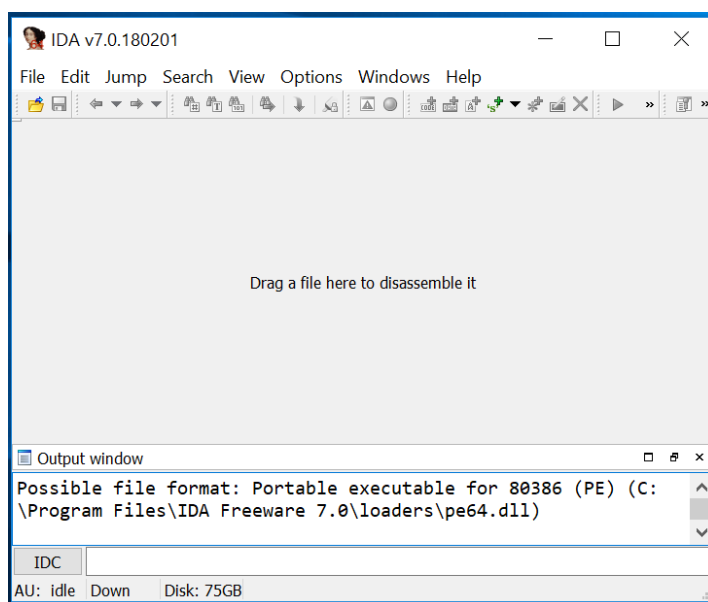 IDA v7.0.180201
File Edit Jump Search View Options Windows Help
Drag a file here to disassemble it
Output window
Possible file format: Portable executable for 80386 (PE) (C:
\Program Files\IDA Freeware 7.0\loaders\pe64.dll)
IDC
AU: idle Down Disk: 75GB